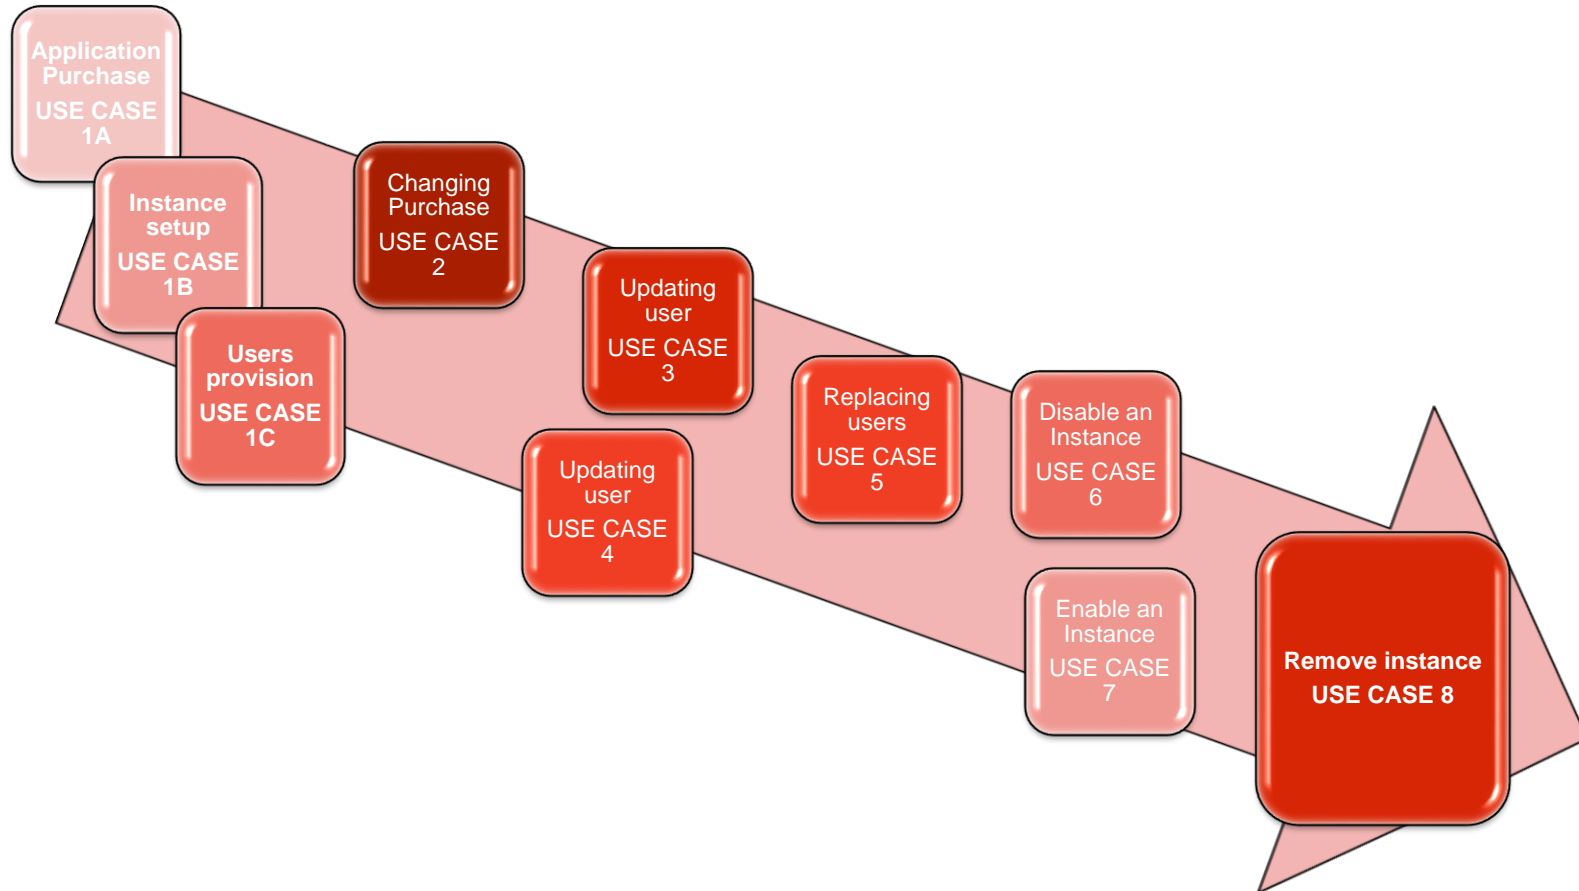 Application
Purchase
USE CASE
1A
Instance
setup
USE CASE
1B
Users
provision
USE CASE
1C
Changing
Purchase
USE CASE
2
Updating
user
USE CASE
3
Updating
user
USE CASE
4
Replacing
users
USE CASE
5
Disable an
Instance
USE CASE
6
Enable an
Instance
USE CASE
7
Remove instance
USE CASE 8